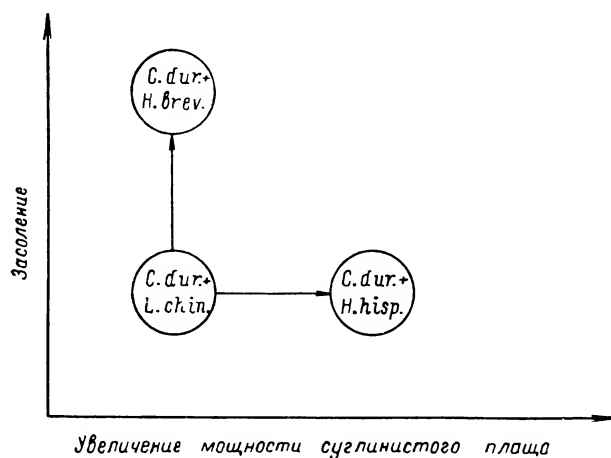 C. dur. +
H. brev.
C. dur. +
L. chin.
C. dur. +
H. hisp.
Засоление
Увеличение мощности суглинистого плаща